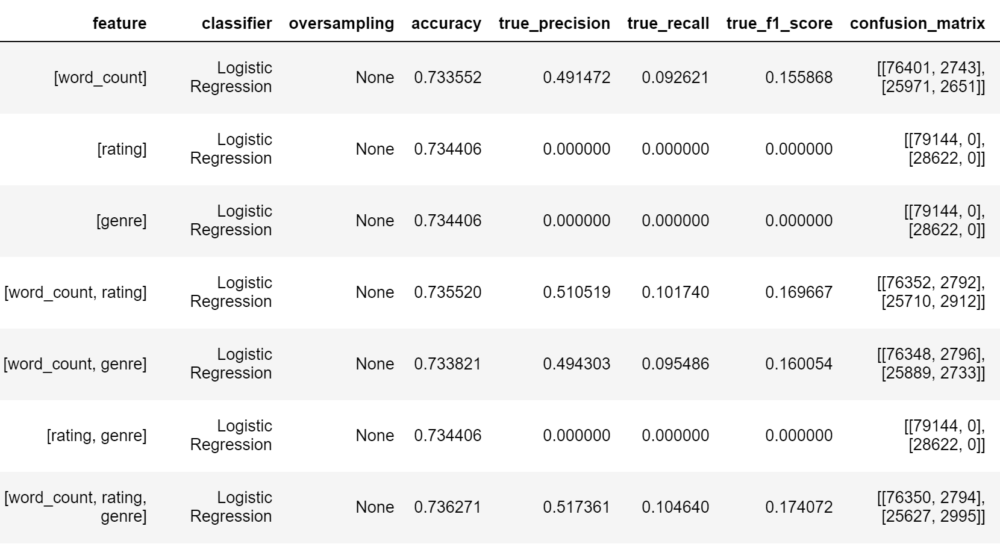 feature classifier oversampling accuracy true_precision true_recall true_f1_score confusion_matrix
[word_count] Logistic Regression None 0.733552 0.491472 0.092621 0.155868 [[76401, 2743], [25971, 2651]]
[rating] Logistic Regression None 0.734406 0.000000 0.000000 0.000000 [[79144, 0], [28622, 0]]
[genre] Logistic Regression None 0.734406 0.000000 0.000000 0.000000 [[79144, 0], [28622, 0]]
[word_count, rating] Logistic Regression None 0.735520 0.510519 0.101740 0.169667 [[76352, 2792], [25710, 2912]]
[word_count, genre] Logistic Regression None 0.733821 0.494303 0.095486 0.160054 [[76348, 2796], [25889, 2733]]
[rating, genre] Logistic Regression None 0.734406 0.000000 0.000000 0.000000 [[79144, 0], [28622, 0]]
[word_count, rating, genre] Logistic Regression None 0.736271 0.517361 0.104640 0.174072 [[76350, 2794], [25627, 2995]]